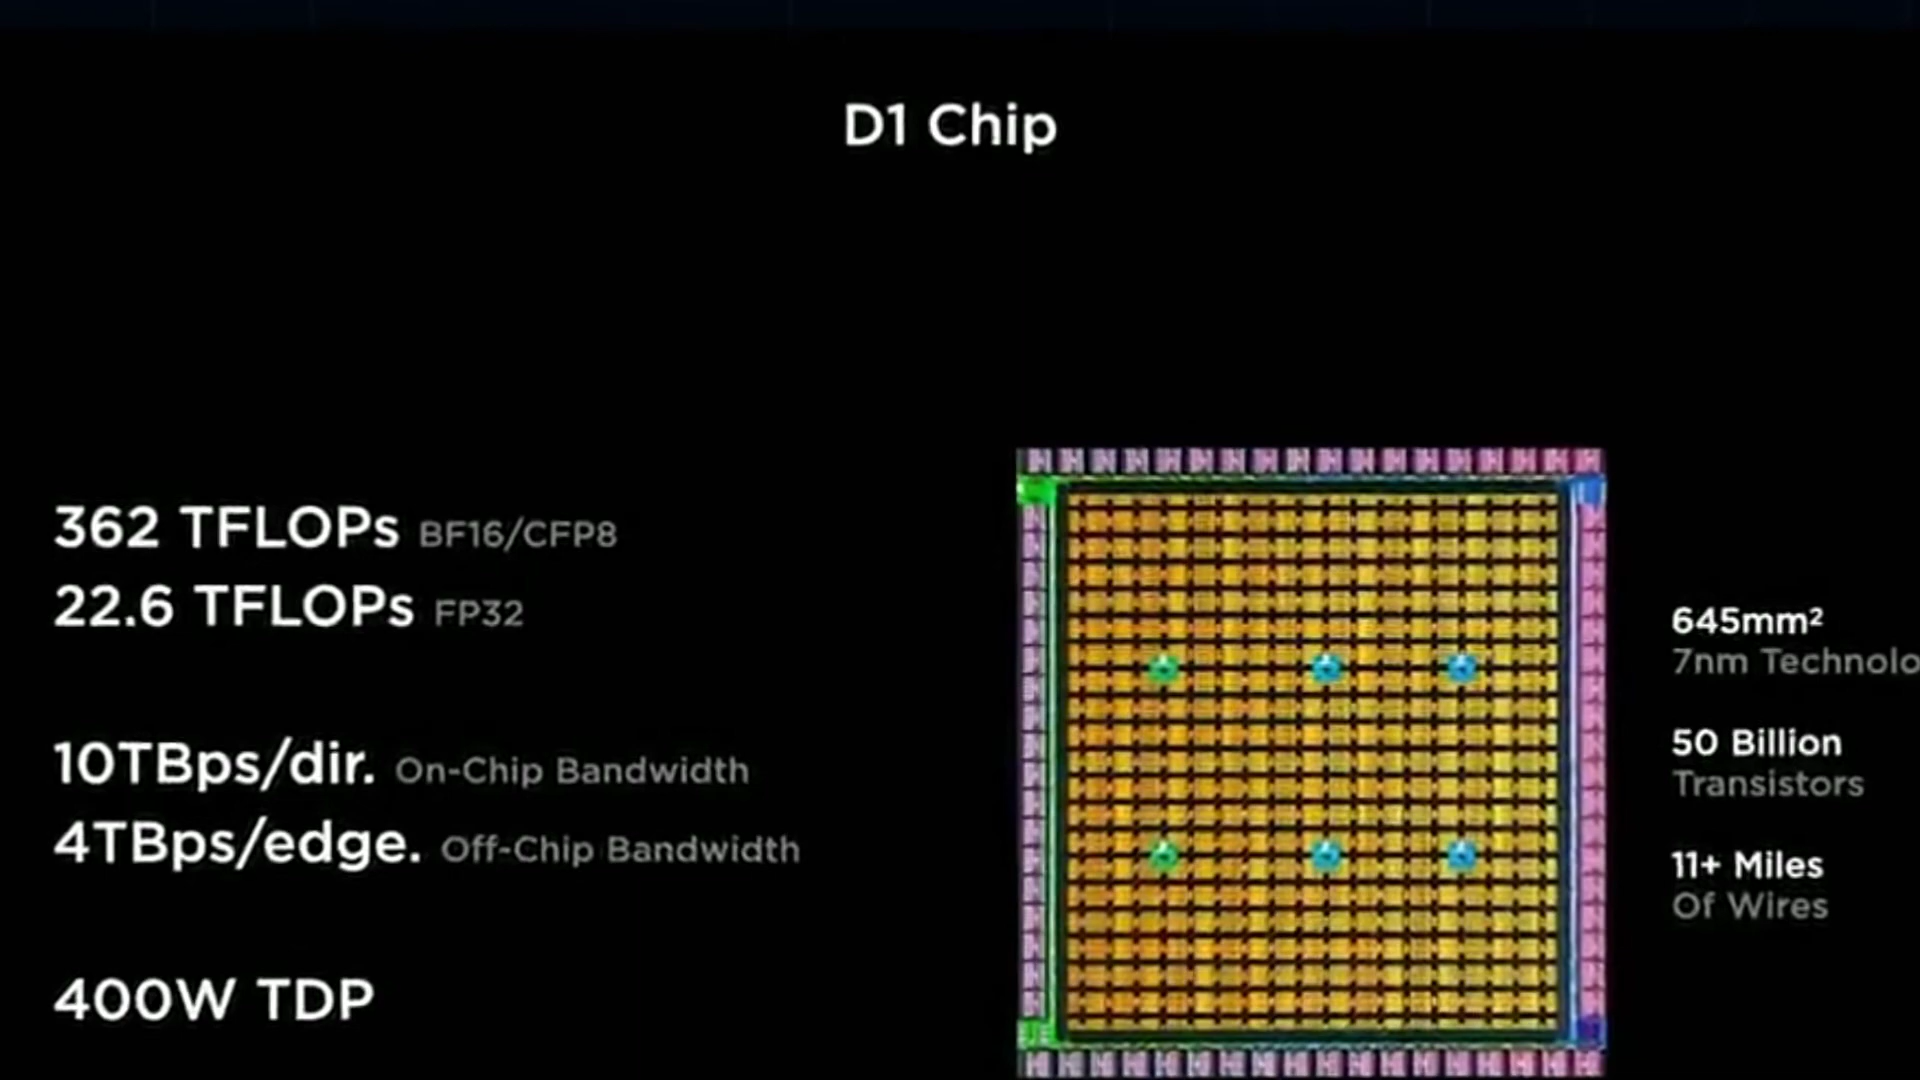 D1 Chip
362 TFLOPs BF16/CFP8
22.6 TFLOPs FP32
10TBps/dir. On-Chip Bandwidth
4TBps/edge. Off-Chip Bandwidth
400W TDP
645mm²
7nm Technolo
50 Billion
Transistors
11+ Miles
Of Wires